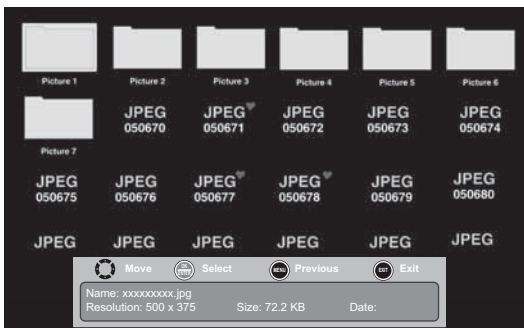 Picture 1 Picture 2 Picture 3 Picture 4 Picture 5 Picture 6
JPEG JPEG JPEG JPEG JPEG
050670 050671 050672 050673 050674
Picture 7
JPEG JPEG JPEG JPEG JPEG JPEG
050675 050676 050677 050678 050679 050680
JPEG JPEG JPEG JPEG JPEG JPEG
Move OK ENTER Select MENU Previous EXIT Exit
Name: xxxxxxxxx.jpg
Resolution: 500 x 375 Size: 72.2 KB Date: